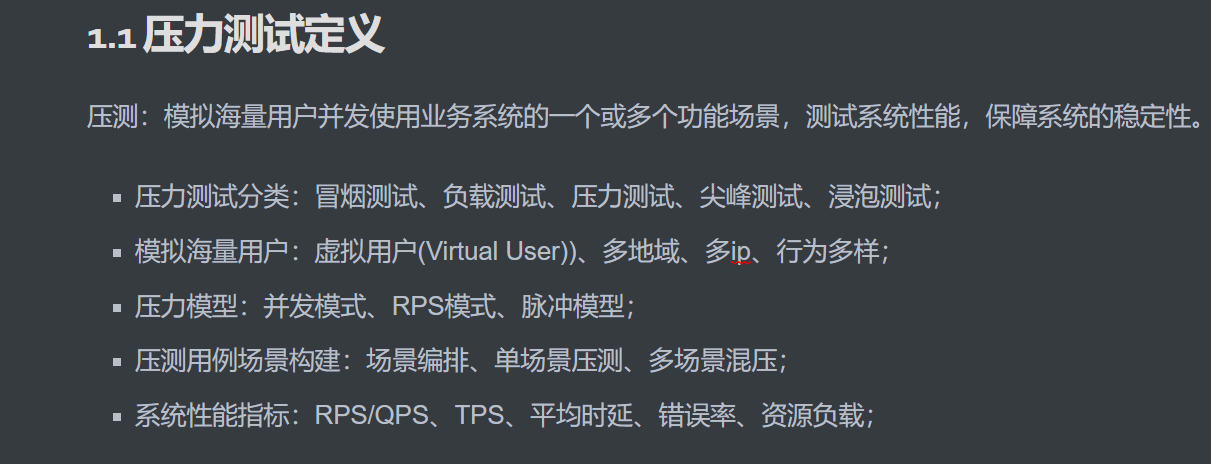 1.1 压力测试定义
压测：模拟海量用户并发使用业务系统的一个或多个功能场景，测试系统性能，保障系统的稳定性。
▪ 压力测试分类：冒烟测试、负载测试、压力测试、尖峰测试、浸泡测试；
▪ 模拟海量用户：虚拟用户(Virtual User))、多地域、多ip、行为多样；
▪ 压力模型：并发模式、RPS模式、脉冲模型；
▪ 压测用例场景构建：场景编排、单场景压测、多场景混压；
▪ 系统性能指标：RPS/QPS、TPS、平均时延、错误率、资源负载；